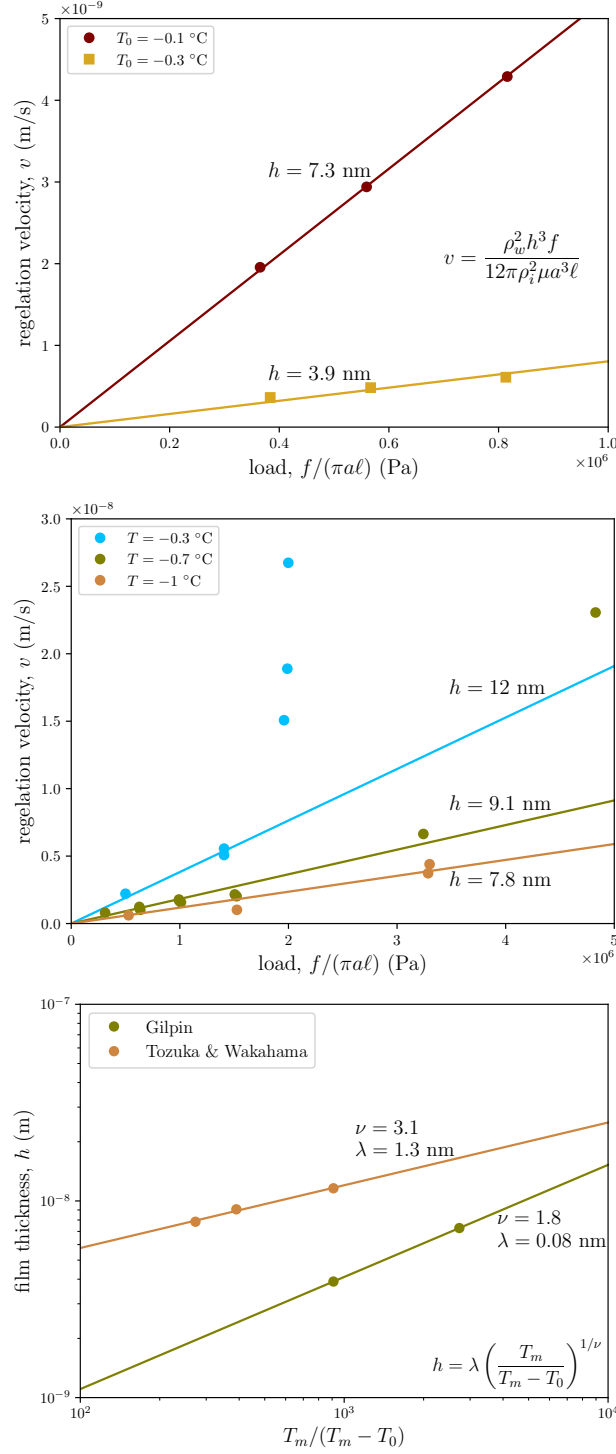 ×10⁻⁹
5
4
3
2
1
0
regelation velocity, v (m/s)
T₀ = −0.1 °C
T₀ = −0.3 °C
h = 7.3 nm
v = ρ_w² h³ f / (12πρ_i² μa³ℓ)
h = 3.9 nm
0.0 0.2 0.4 0.6 0.8 1.0
×10⁶
load, f/(πaℓ) (Pa)
×10⁻⁸
3.0
2.5
2.0
1.5
1.0
0.5
0.0
regelation velocity, v (m/s)
T = −0.3 °C
T = −0.7 °C
T = −1 °C
h = 12 nm
h = 9.1 nm
h = 7.8 nm
0 1 2 3 4 5
×10⁶
load, f/(πaℓ) (Pa)
10⁻⁷
10⁻⁸
10⁻⁹
film thickness, h (m)
Gilpin
Tozuka & Wakahama
ν = 3.1
λ = 1.3 nm
ν = 1.8
λ = 0.08 nm
h = λ (T_m / (T_m − T₀))^{1/ν}
10² 10³ 10⁴
T_m/(T_m − T₀)